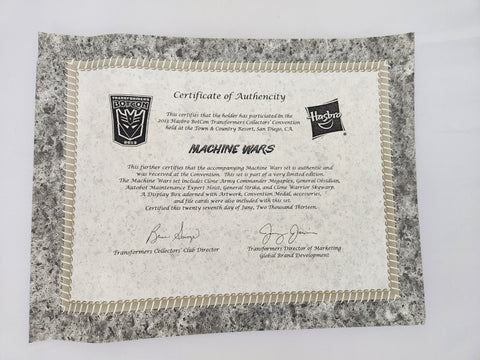 Certificate of Authencity
TRANSFORMERS
BOTCON
2013
This certifies that the holder has participated in the
2013 Hasbro BotCon Transformers Collectors' Convention
held at the Town & Country Resort, San Diego, CA.
Hasbro
MACHINE WARS
This further certifies that the accompanying Machine Wars set is authentic and
was received at the Convention. This set is part of a very limited edition.
The Machine Wars set includes Clone Army Commander Megaplex, General Obsidian,
Autobot Maintenance Expert Hoist, General Strika, and Clone Warrior Skywarp.
A Display Box adorned with Artwork, Convention Medal, accessories,
and file cards were also included with this set.
Certified this twenty seventh day of June, Two Thousand Thirteen.
Transformers Collectors' Club Director
Transformers Director of Marketing
Global Brand Development